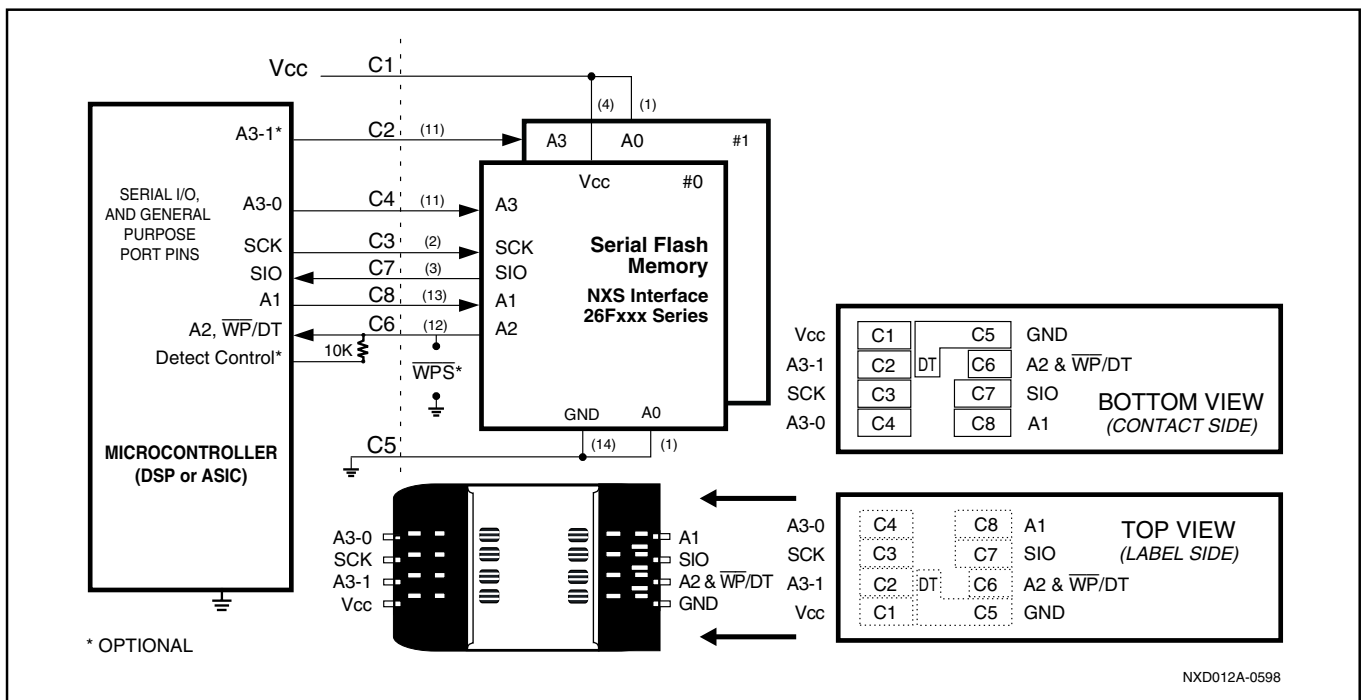 Vcc C1
(4) (1)
A3-1* C2 (11) A3 A0 #1
Vcc #0
SERIAL I/O,
AND GENERAL
PURPOSE
PORT PINS
A3-0 C4 (11) A3
SCK C3 (2) SCK
SIO C7 (3) SIO
A1 C8 (13) A1
A2, W̅P̅/DT C6 (12) A2
Detect Control* 10K
W̅P̅S̅*
Serial Flash
Memory
NXS Interface
26Fxxx Series
GND A0
C5 (14) (1)
MICROCONTROLLER
(DSP or ASIC)
Vcc C1 C5 GND
A3-1 C2 DT C6 A2 & W̅P̅/DT
SCK C3 C7 SIO
A3-0 C4 C8 A1
BOTTOM VIEW
(CONTACT SIDE)
A3-0 A1
SCK SIO
A3-1 A2 & W̅P̅/DT
Vcc GND
A3-0 C4 C8 A1
SCK C3 C7 SIO
A3-1 C2 DT C6 A2 & W̅P̅/DT
Vcc C1 C5 GND
TOP VIEW
(LABEL SIDE)
* OPTIONAL
NXD012A-0598